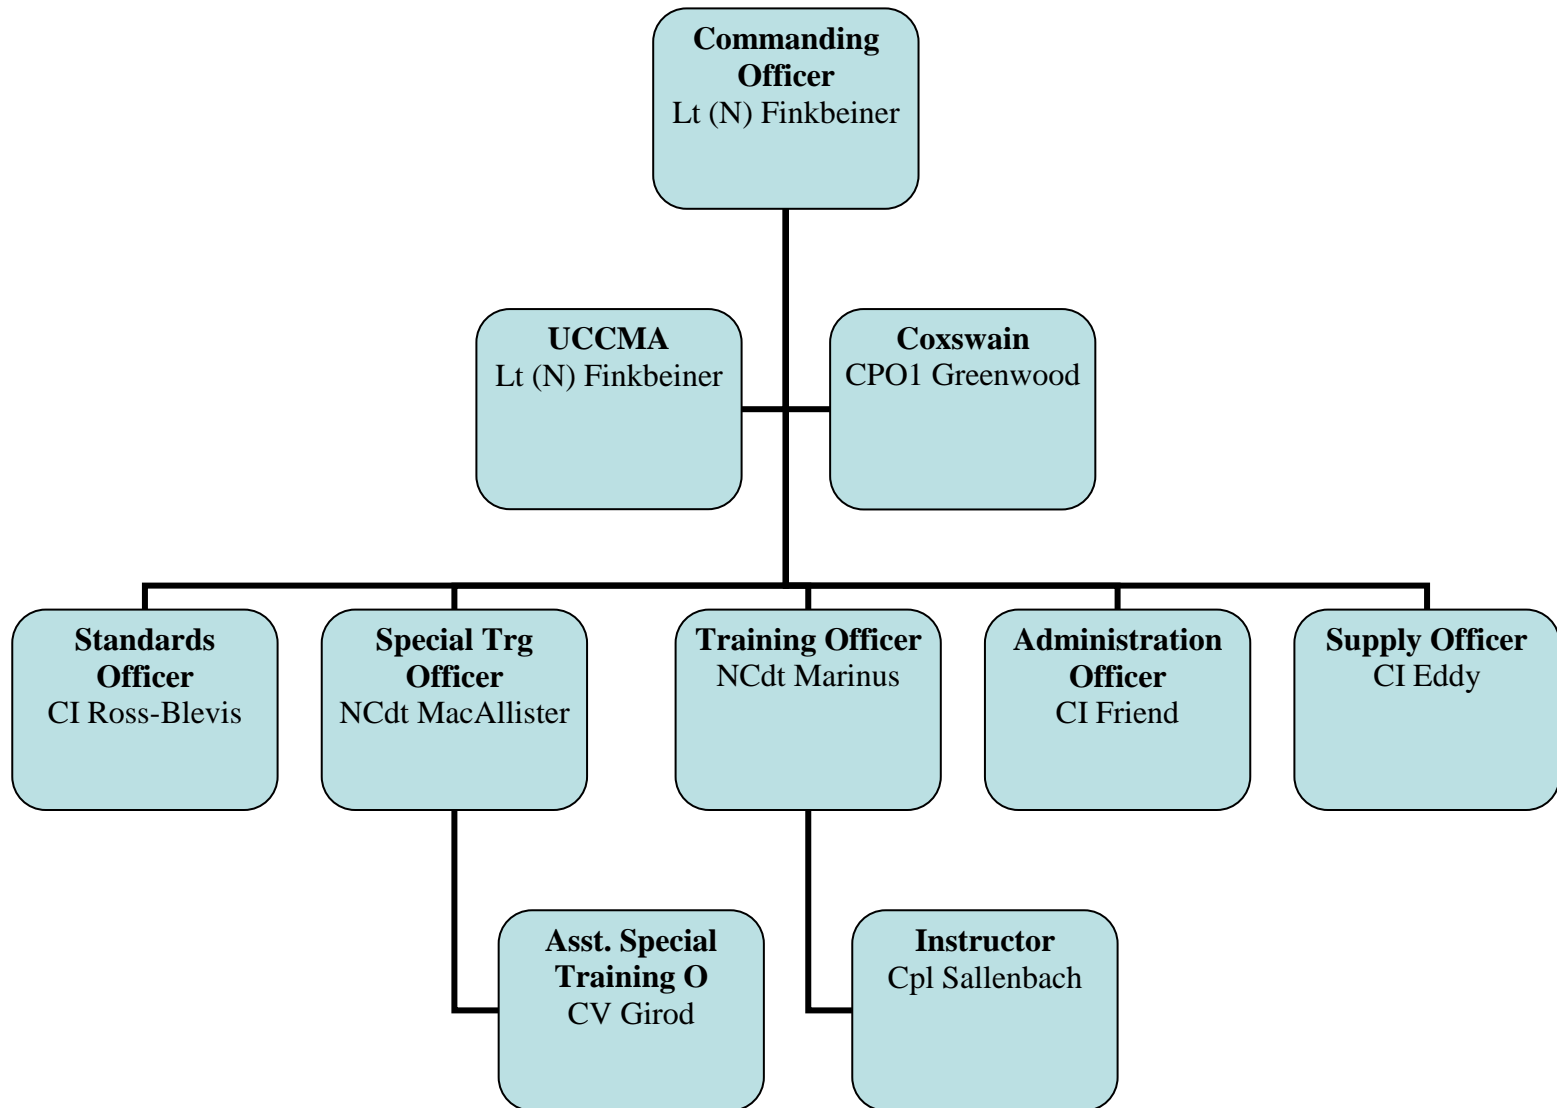 Commanding
Officer
Lt (N) Finkbeiner
UCCMA
Lt (N) Finkbeiner
Coxswain
CPO1 Greenwood
Standards
Officer
CI Ross-Blevis
Special Trg
Officer
NCdt MacAllister
Training Officer
NCdt Marinus
Administration
Officer
CI Friend
Supply Officer
CI Eddy
Asst. Special
Training O
CV Girod
Instructor
Cpl Sallenbach